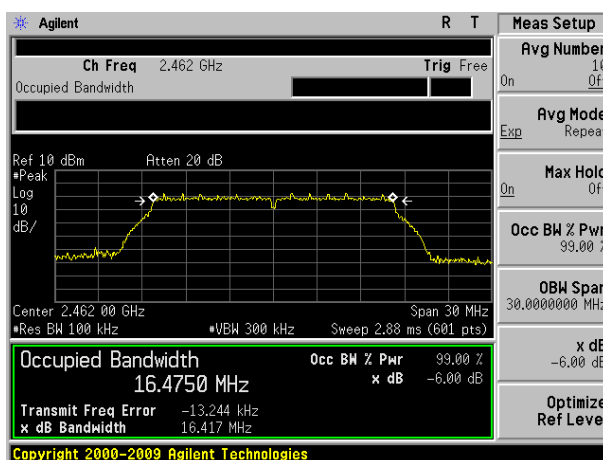 Agilent R T Meas Setup
Ch Freq 2.462 GHz Trig Free
Occupied Bandwidth
Ref 10 dBm Atten 20 dB
#Peak
Log
10
dB/
Center 2.462 00 GHz Span 30 MHz
#Res BW 100 kHz #VBW 300 kHz Sweep 2.88 ms (601 pts)
Occupied Bandwidth Occ BW % Pwr 99.00 %
16.4750 MHz x dB -6.00 dB
Transmit Freq Error -13.244 kHz
x dB Bandwidth 16.417 MHz
Copyright 2000-2009 Agilent Technologies
Avg Number
10
On Off
Avg Mode
Exp Repeat
Max Hold
On Off
Occ BW % Pwr
99.00 %
OBW Span
30.0000000 MHz
x dB
-6.00 dB
Optimize
Ref Level